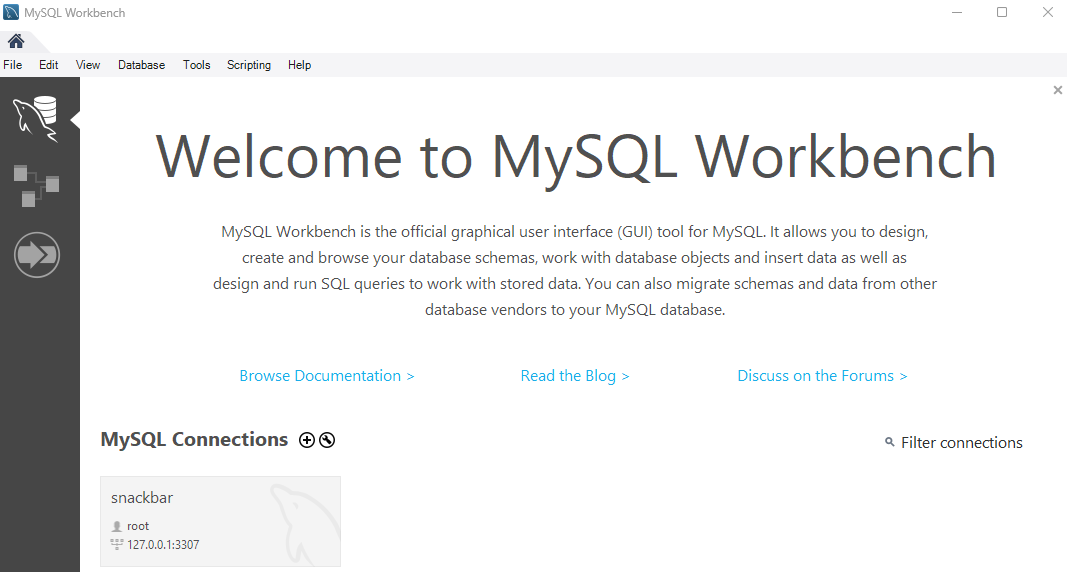 MySQL Workbench
File Edit View Database Tools Scripting Help
Welcome to MySQL Workbench
MySQL Workbench is the official graphical user interface (GUI) tool for MySQL. It allows you to design,
create and browse your database schemas, work with database objects and insert data as well as
design and run SQL queries to work with stored data. You can also migrate schemas and data from other
database vendors to your MySQL database.
Browse Documentation > Read the Blog > Discuss on the Forums >
MySQL Connections Filter connections
snackbar
root
127.0.0.1:3307